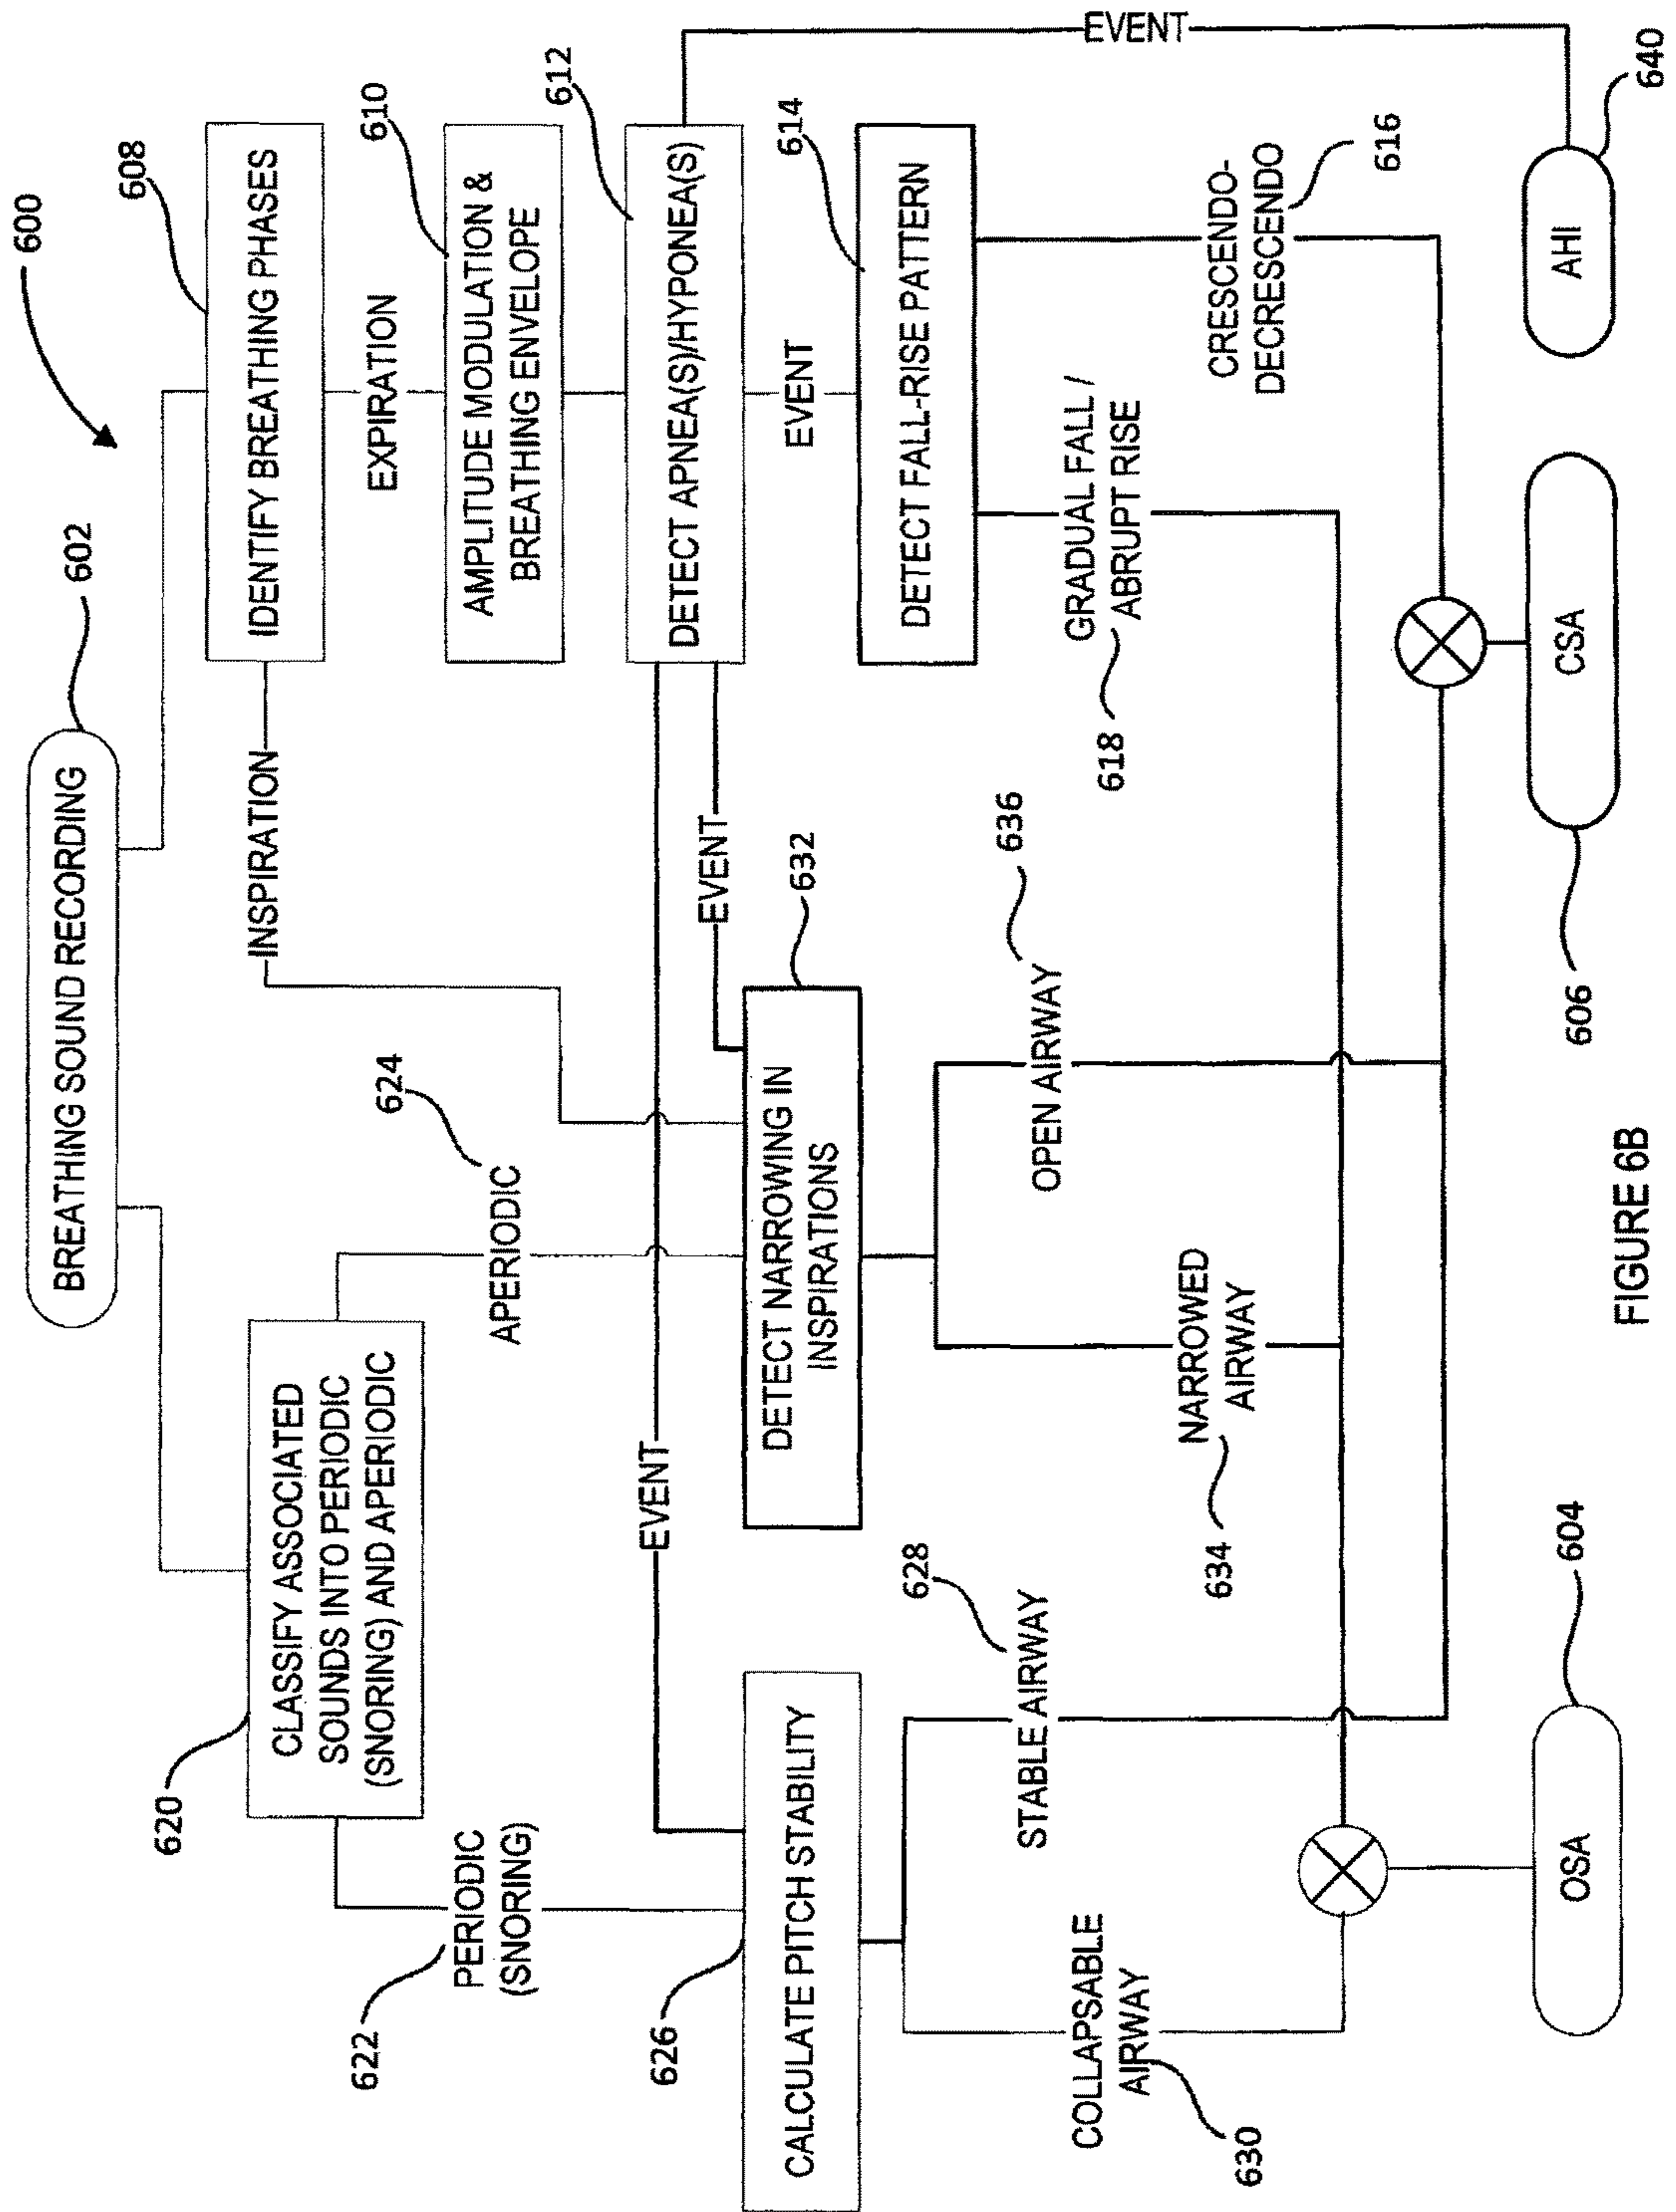 600
BREATHING SOUND RECORDING
602
620
CLASSIFY ASSOCIATED
SOUNDS INTO PERIODIC
(SNORING) AND APERIODIC
INSPIRATION
IDENTIFY BREATHING PHASES
608
EXPIRATION
AMPLITUDE MODULATION &
BREATHING ENVELOPE
610
622
PERIODIC
(SNORING)
APERIODIC
624
EVENT
EVENT
DETECT APNEA(S)/HYPONEA(S)
612
EVENT
EVENT
626
CALCULATE PITCH STABILITY
DETECT NARROWING IN
INSPIRATIONS
632
DETECT FALL-RISE PATTERN
614
COLLAPSABLE
AIRWAY
630
STABLE AIRWAY
628
NARROWED
AIRWAY
634
OPEN AIRWAY
636
GRADUAL FALL /
ABRUPT RISE
618
CRESCENDO-
DECRESCENDO
616
OSA
604
CSA
606
AHI
640
FIGURE 6B